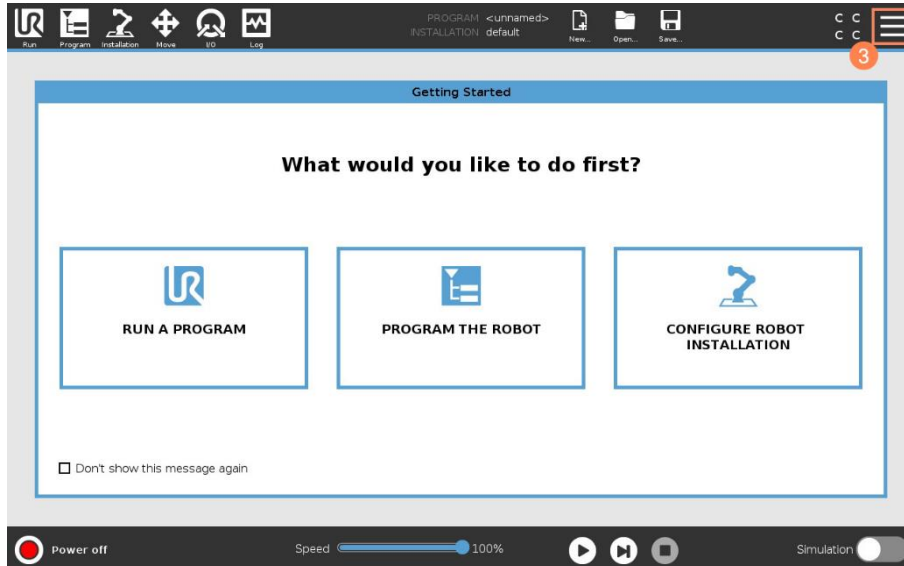 PROGRAM <unnamed>
INSTALLATION default
Run Program Installation Move I/O Log New... Open... Save...
C C
C C
3
Getting Started
What would you like to do first?
RUN A PROGRAM
PROGRAM THE ROBOT
CONFIGURE ROBOT
INSTALLATION
Don't show this message again
Power off Speed 100% Simulation